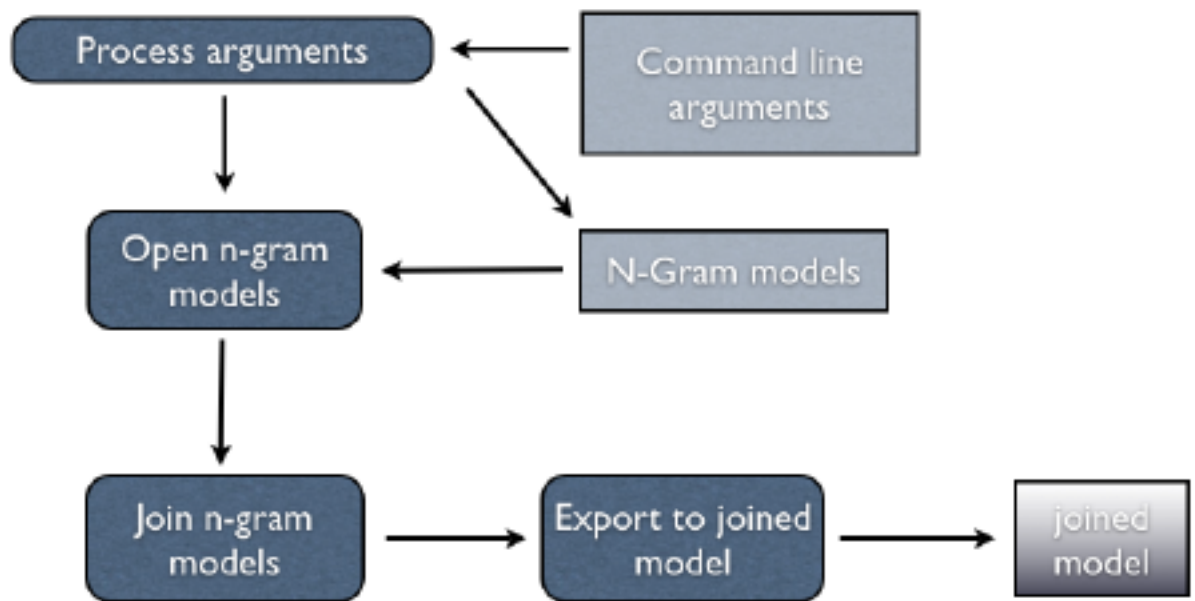 Process arguments
Command line
arguments
Open n-gram
models
N-Gram models
Join n-gram
models
Export to joined
model
joined
model